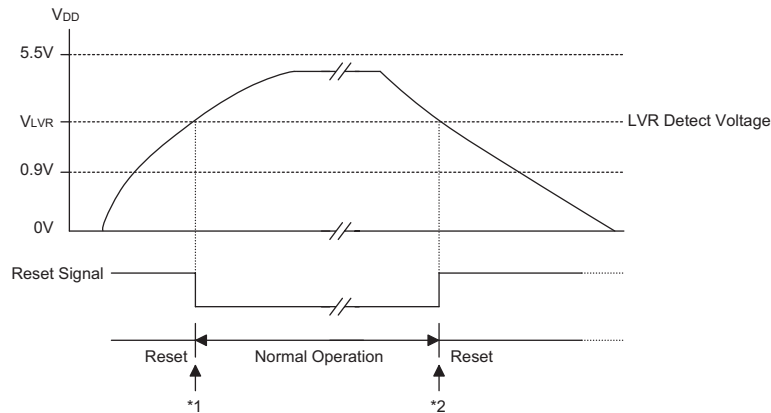 VDD
5.5V
VLVR
LVR Detect Voltage
0.9V
0V
Reset Signal
Reset
Normal Operation
Reset
*1
*2